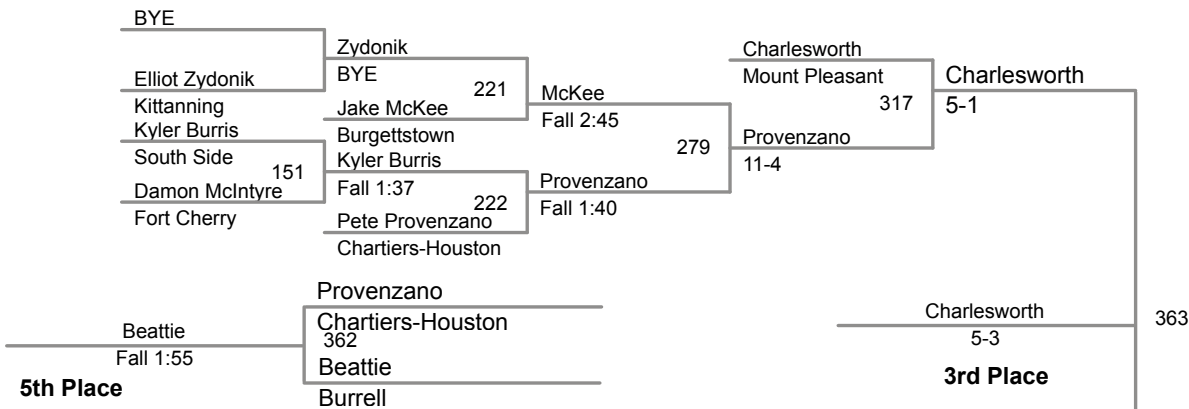 BYE
Zydonik
Charlesworth
Elliot Zydonik
BYE
221
Mount Pleasant
Charlesworth
Kittanning
Jake McKee
McKee
317
5-1
Kyler Burris
Burgettstown
Fall 2:45
Provenzano
South Side
151
Kyler Burris
279
11-4
Damon McIntyre
Fall 1:37
222
Provenzano
Fort Cherry
Pete Provenzano
Fall 1:40
Chartiers-Houston
Provenzano
Beattie
Chartiers-Houston
Charlesworth
363
Fall 1:55
362
5-3
5th Place
Beattie
3rd Place
Burrell